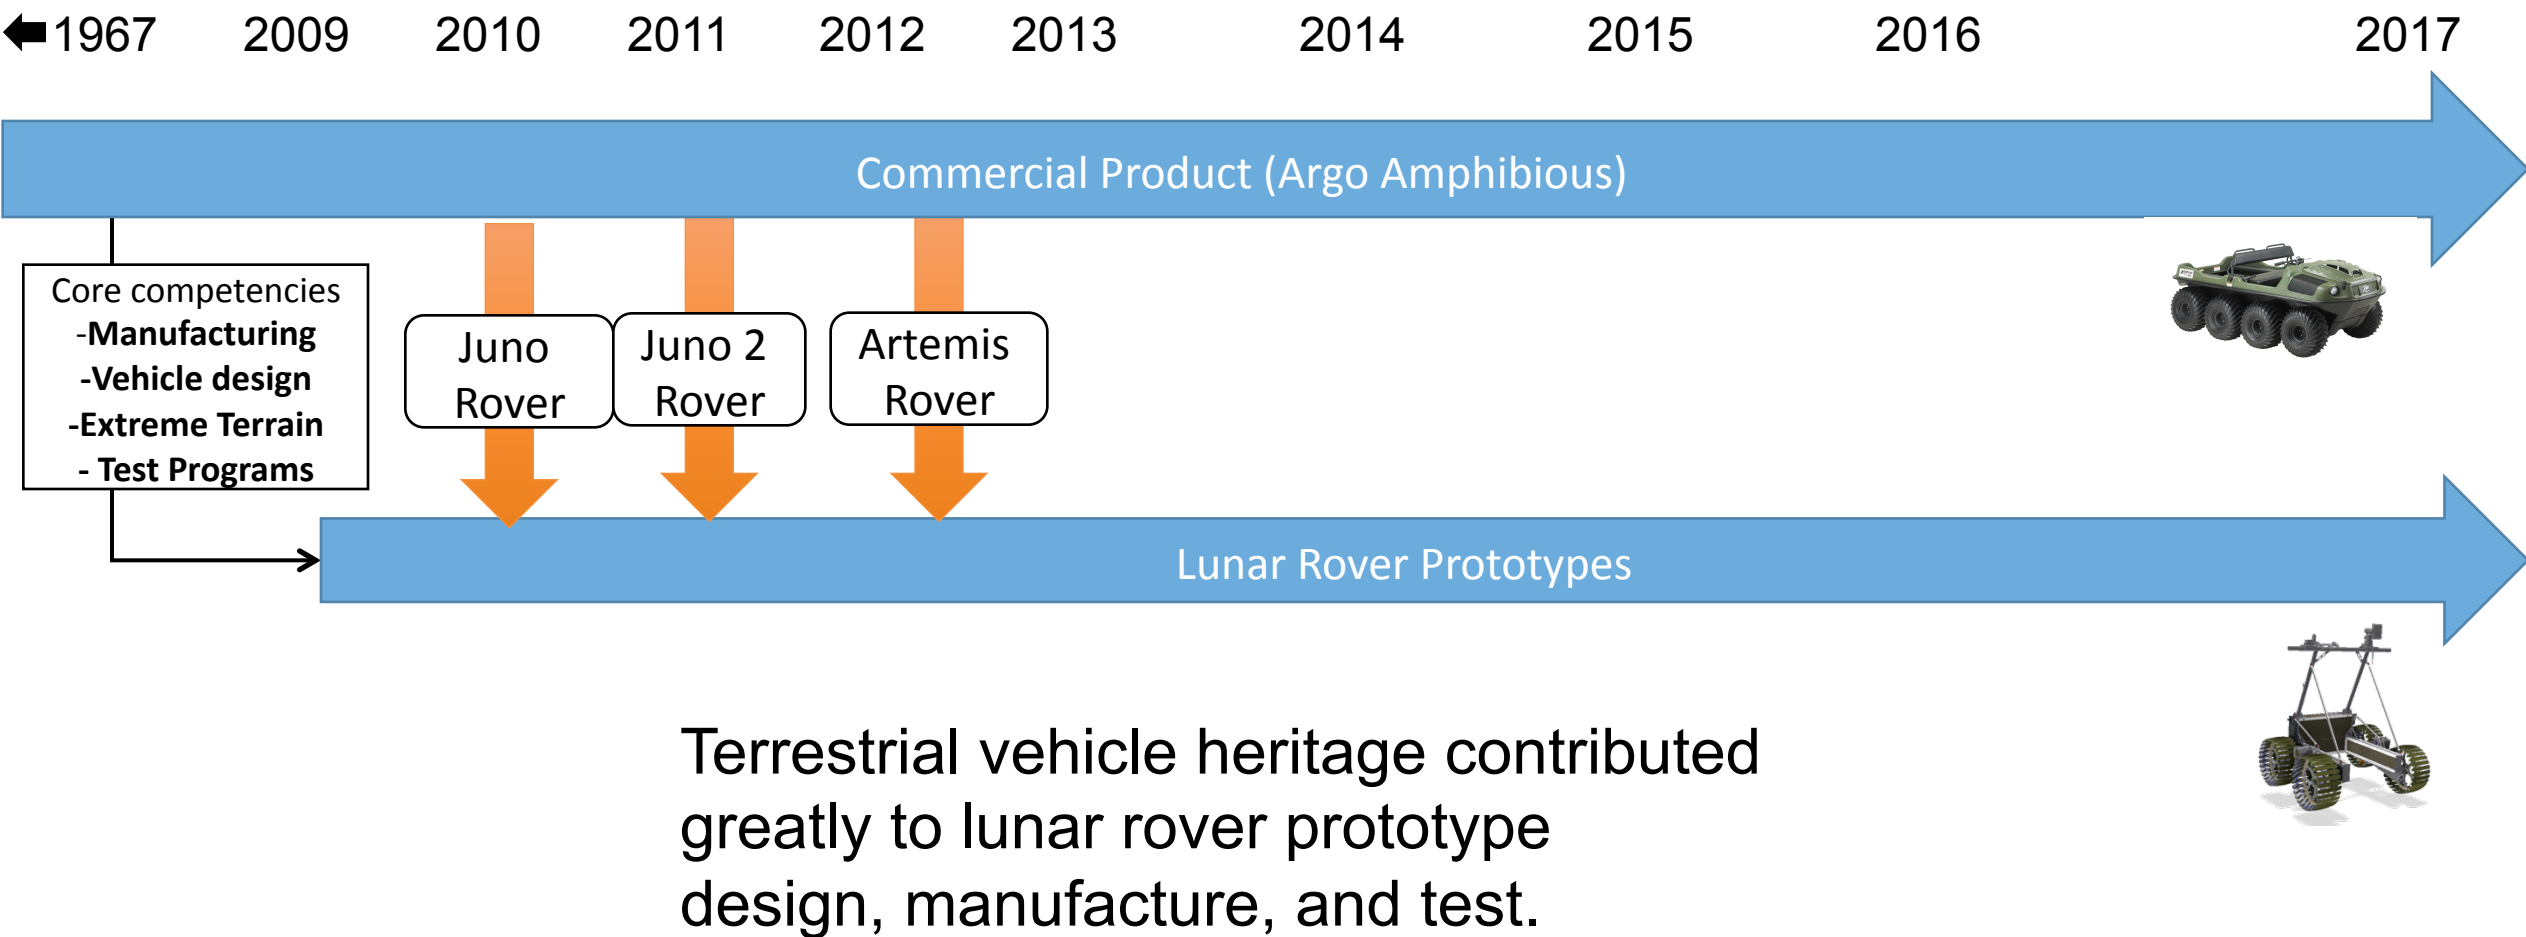 1967 2009 2010 2011 2012 2013 2014 2015 2016 2017
Commercial Product (Argo Amphibious)
Core competencies
-Manufacturing
-Vehicle design
-Extreme Terrain
- Test Programs
Juno
Rover
Juno 2
Rover
Artemis
Rover
Lunar Rover Prototypes
Terrestrial vehicle heritage contributed
greatly to lunar rover prototype
design, manufacture, and test.